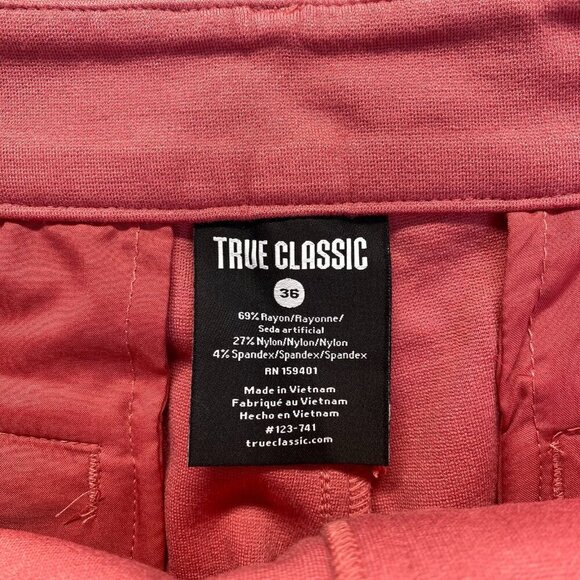 TRUE CLASSIC
36
69% Rayon/Rayonne/
Seda artificial
27% Nylon/Nylon/Nylon
4% Spandex/Spandex/Spandex
RN 159401
Made in Vietnam
Fabriqué au Vietnam
Hecho en Vietnam
#123-741
trueclassic.com